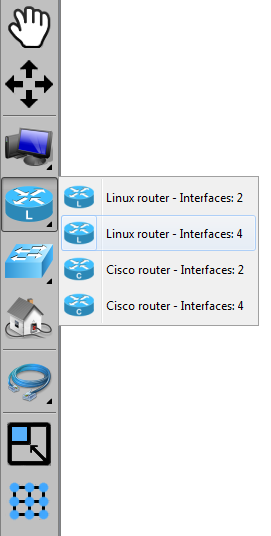 L
L Linux router - Interfaces: 2
L Linux router - Interfaces: 4
C Cisco router - Interfaces: 2
C Cisco router - Interfaces: 4